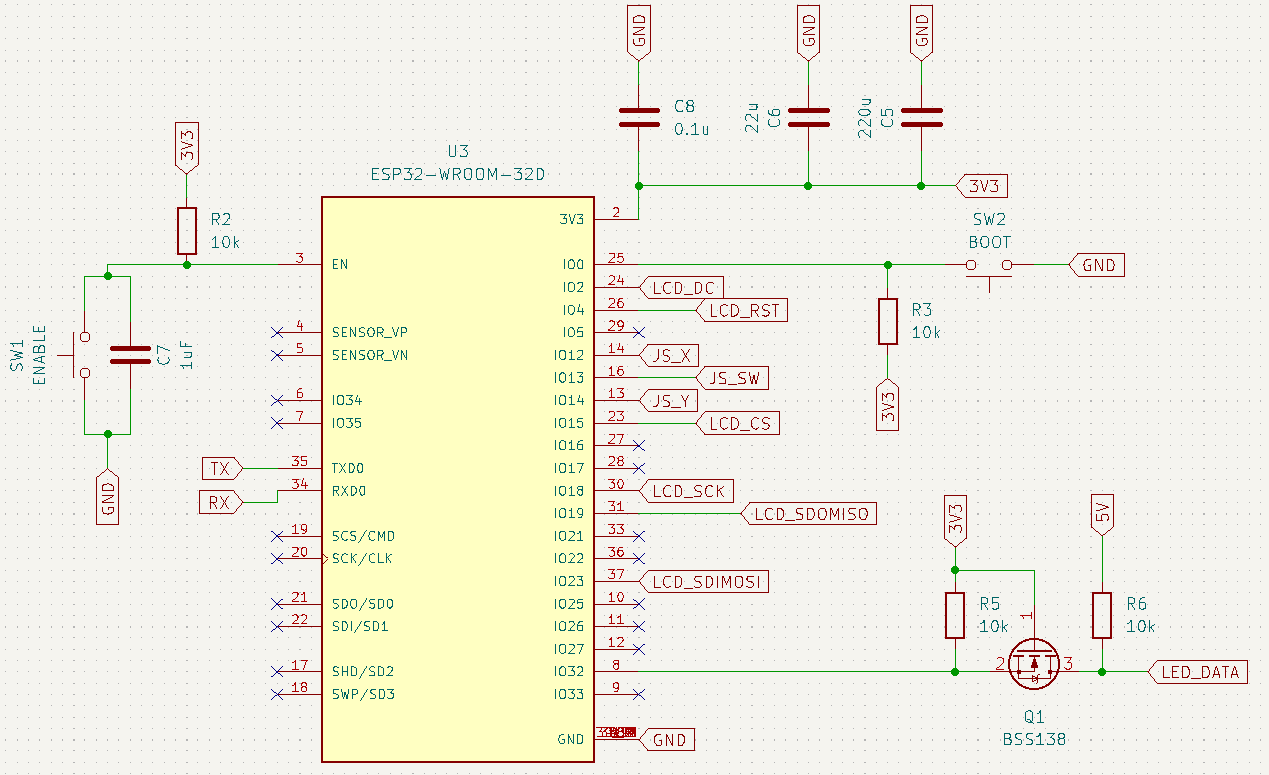 GND
GND
GND
C8
0.1u
22u
C6
220u
C5
3V3
U3
ESP32-WROOM-32D
3V3
R2
10k
SW2
BOOT
GND
R3
10k
3V3
SW1
ENABLE
C7
1uF
GND
3 EN
4 SENSOR_VP
5 SENSOR_VN
6 IO34
7 IO35
TX 35 TXD0
RX 34 RXD0
19 SCS/CMD
20 SCK/CLK
21 SDO/SD0
22 SDI/SD1
17 SHD/SD2
18 SWP/SD3
3V3 2
IO0 25
IO2 24 LCD_DC
IO4 26 LCD_RST
IO5 29
IO12 14 JS_X
IO13 16 JS_SW
IO14 13 JS_Y
IO15 23 LCD_CS
IO16 27
IO17 28
IO18 30 LCD_SCK
IO19 31 LCD_SDOMISO
IO21 33
IO22 36
IO23 37 LCD_SDIMOSI
IO25 10
IO26 11
IO27 12
IO32 8
IO33 9
GND GND
3V3
5V
R5
10k
1
R6
10k
2
3
LED_DATA
Q1
BSS138